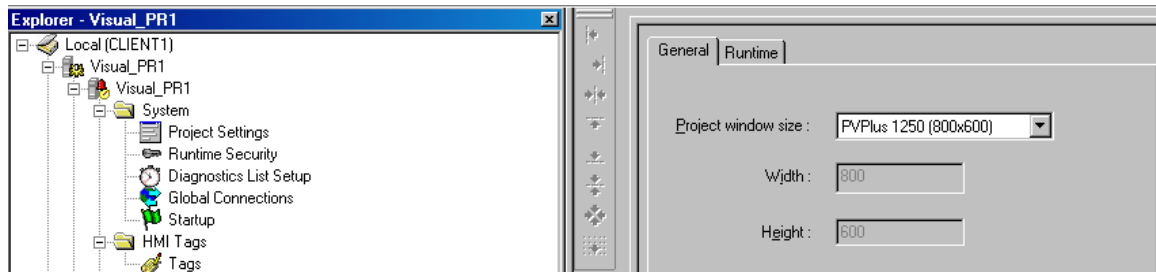 Explorer - Visual_PR1
Local (CLIENT1)
Visual_PR1
Visual_PR1
System
Project Settings
Runtime Security
Diagnostics List Setup
Global Connections
Startup
HMI Tags
Tags
General Runtime
Project window size : PVPlus 1250 (800x600)
Width : 800
Height : 600